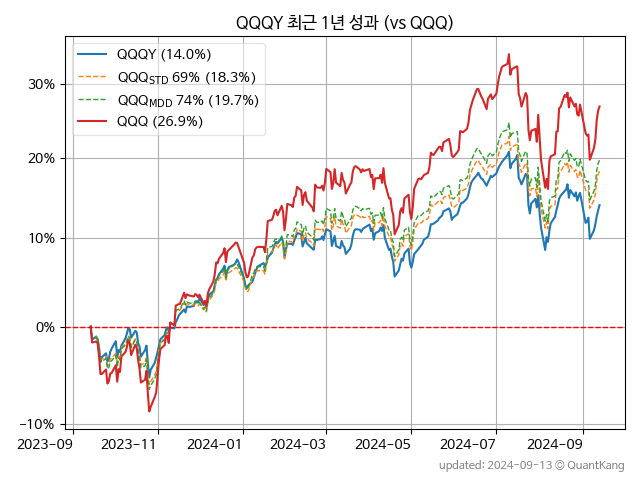 QQQY 최근 1년 성과 (vs QQQ)
QQQY (14.0%)
QQQSTD 69% (18.3%)
QQQMDD 74% (19.7%)
QQQ (26.9%)
30%
20%
10%
0%
−10%
2023-09 2023-11 2024-01 2024-03 2024-05 2024-07 2024-09
updated: 2024-09-13 © QuantKang